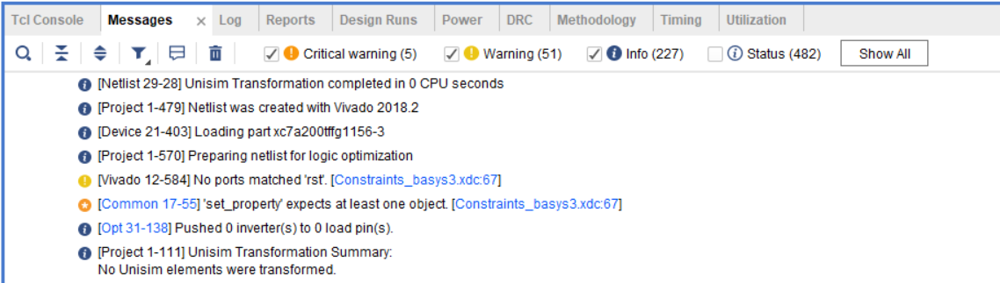 Tcl Console Messages Log Reports Design Runs Power DRC Methodology Timing Utilization
Critical warning (5) Warning (51) Info (227) Status (482) Show All
[Netlist 29-28] Unisim Transformation completed in 0 CPU seconds
[Project 1-479] Netlist was created with Vivado 2018.2
[Device 21-403] Loading part xc7a200tffg1156-3
[Project 1-570] Preparing netlist for logic optimization
[Vivado 12-584] No ports matched 'rst'. [Constraints_basys3.xdc:67]
[Common 17-55] 'set_property' expects at least one object. [Constraints_basys3.xdc:67]
[Opt 31-138] Pushed 0 inverter(s) to 0 load pin(s).
[Project 1-111] Unisim Transformation Summary:
No Unisim elements were transformed.